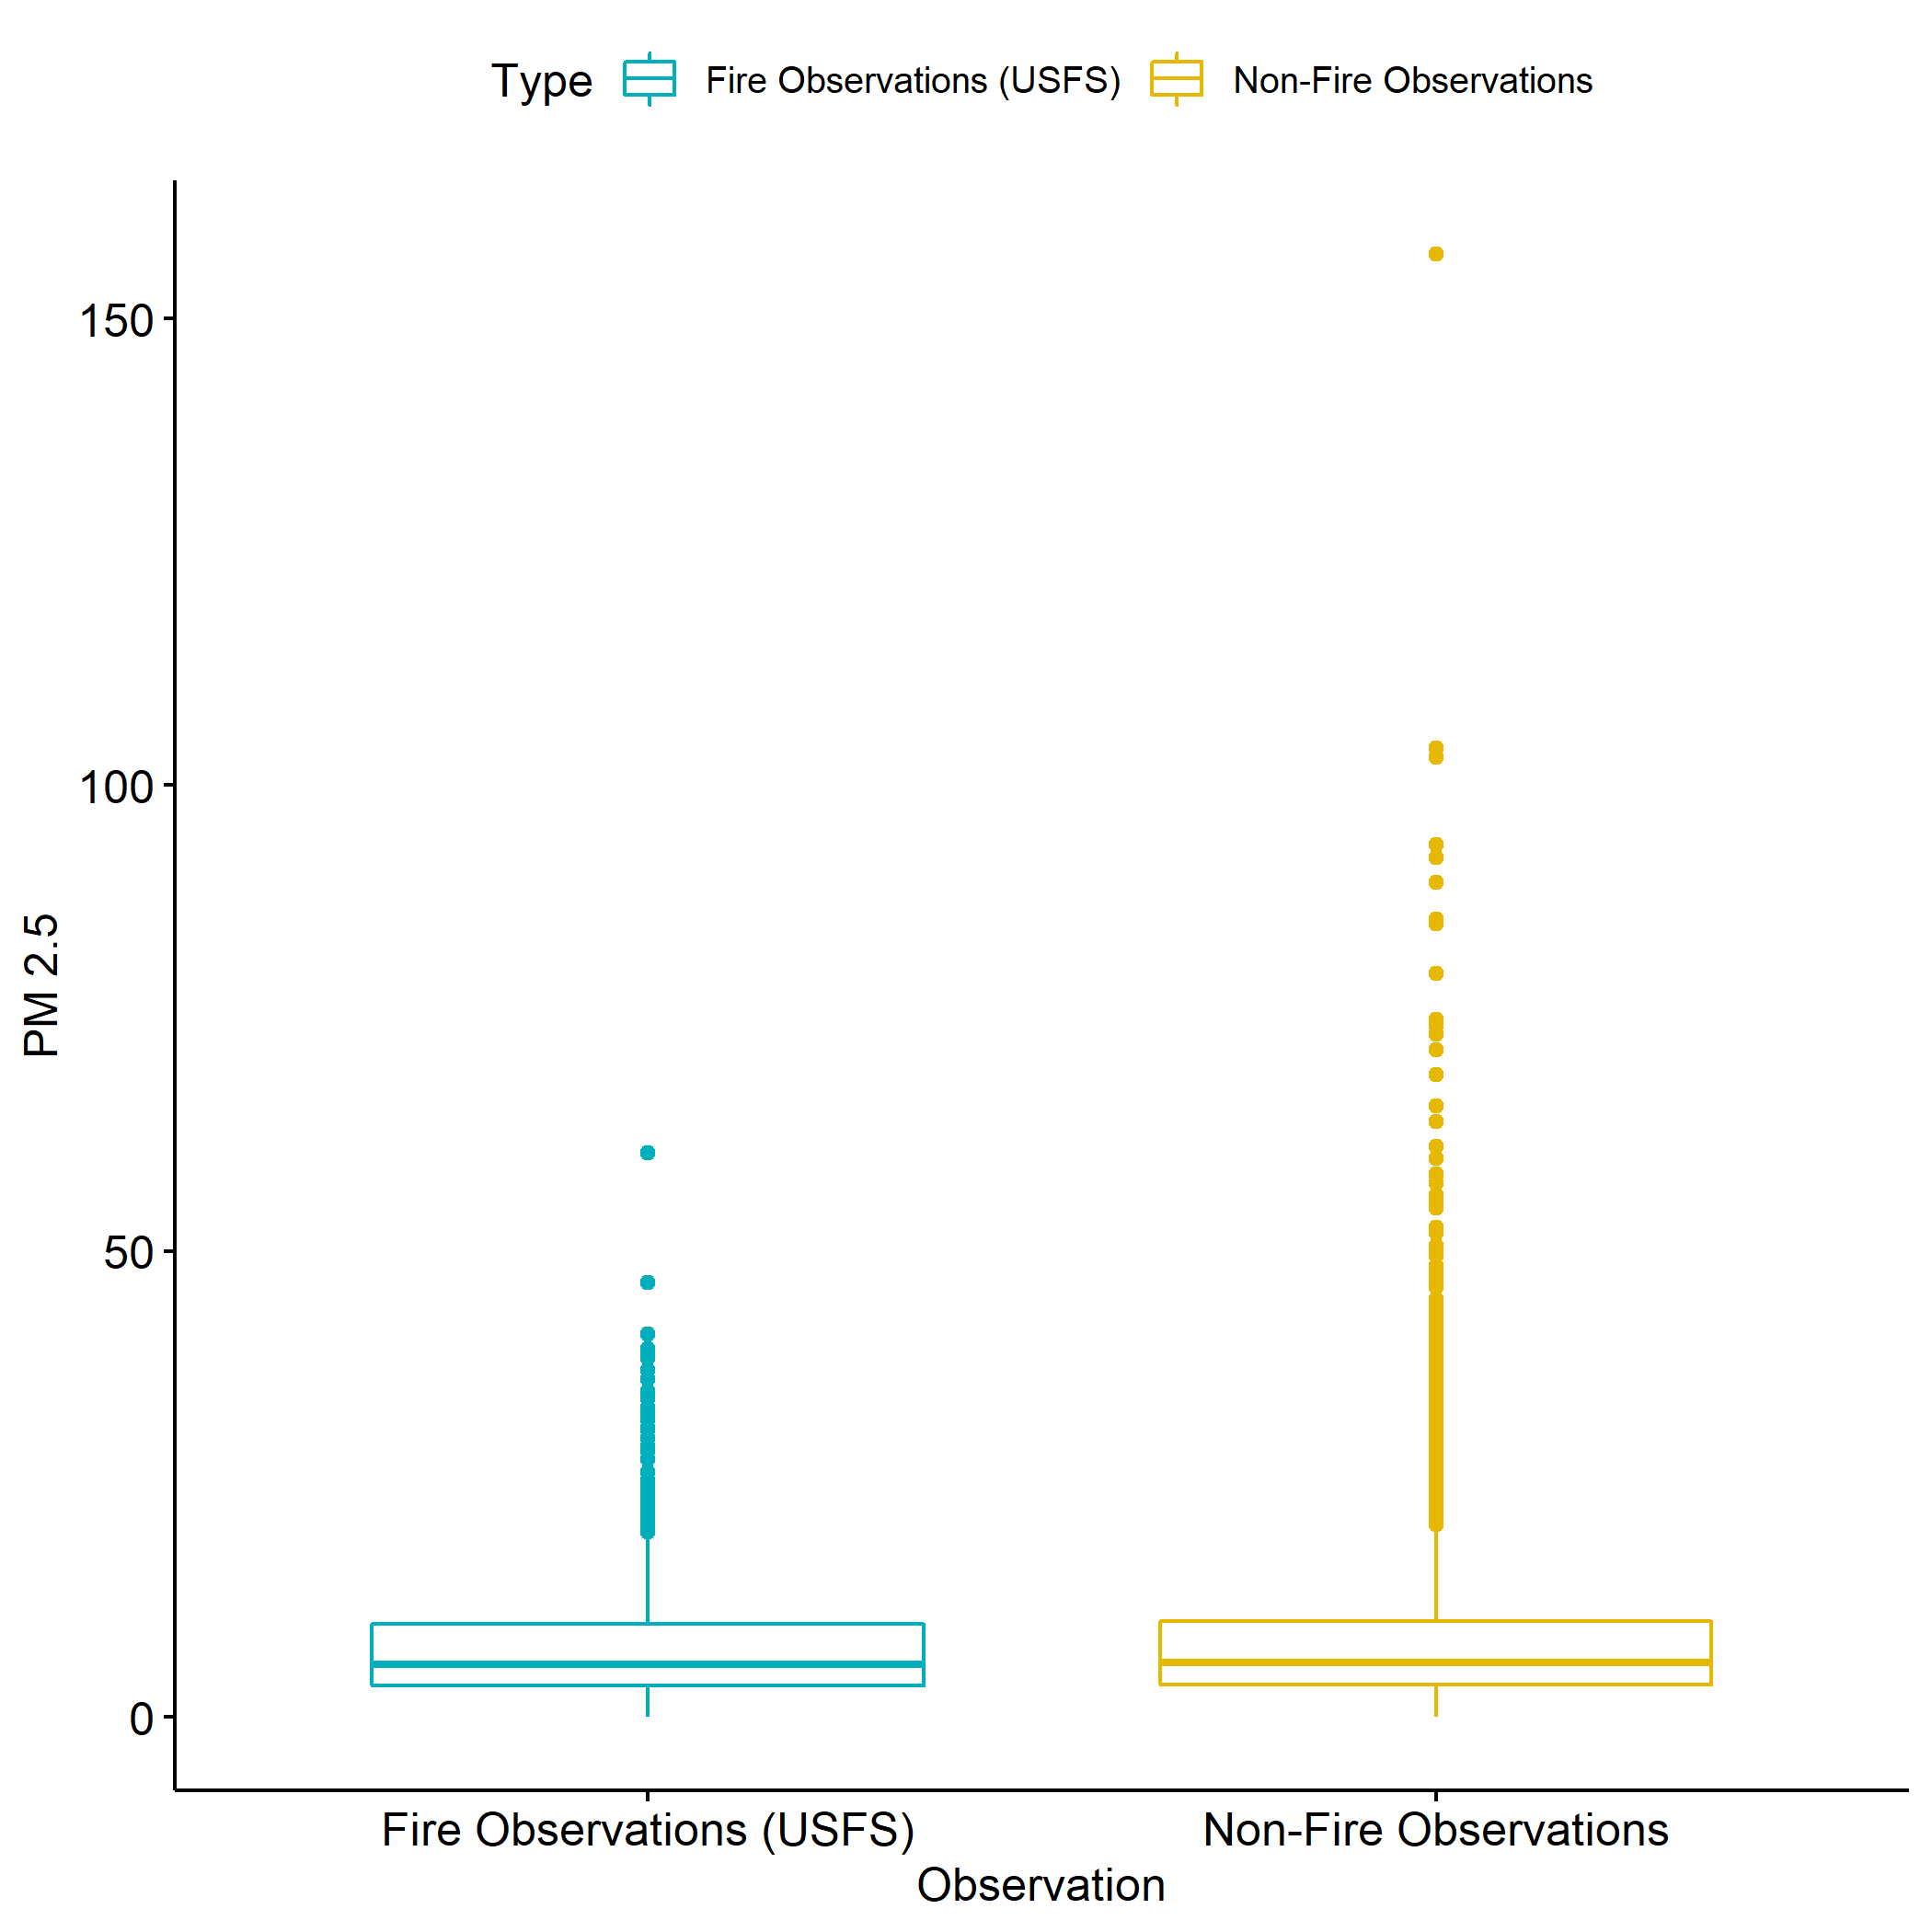 Type Fire Observations (USFS) Non-Fire Observations
150
100
50
0
PM 2.5
Fire Observations (USFS) Non-Fire Observations
Observation